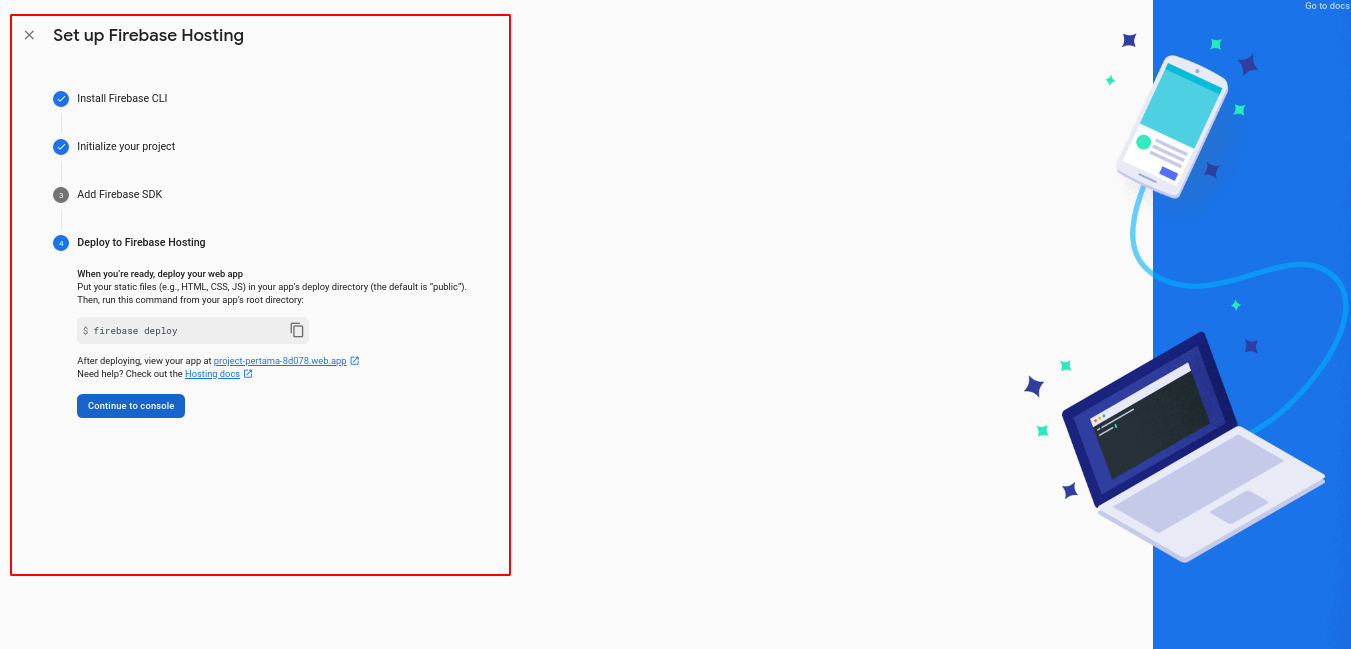 Go to docs
Set up Firebase Hosting
Install Firebase CLI
Initialize your project
3 Add Firebase SDK
4 Deploy to Firebase Hosting
When you're ready, deploy your web app
Put your static files (e.g., HTML, CSS, JS) in your app's deploy directory (the default is “public”).
Then, run this command from your app's root directory:
$ firebase deploy
After deploying, view your app at project-pertama-8d078.web.app
Need help? Check out the Hosting docs
Continue to console